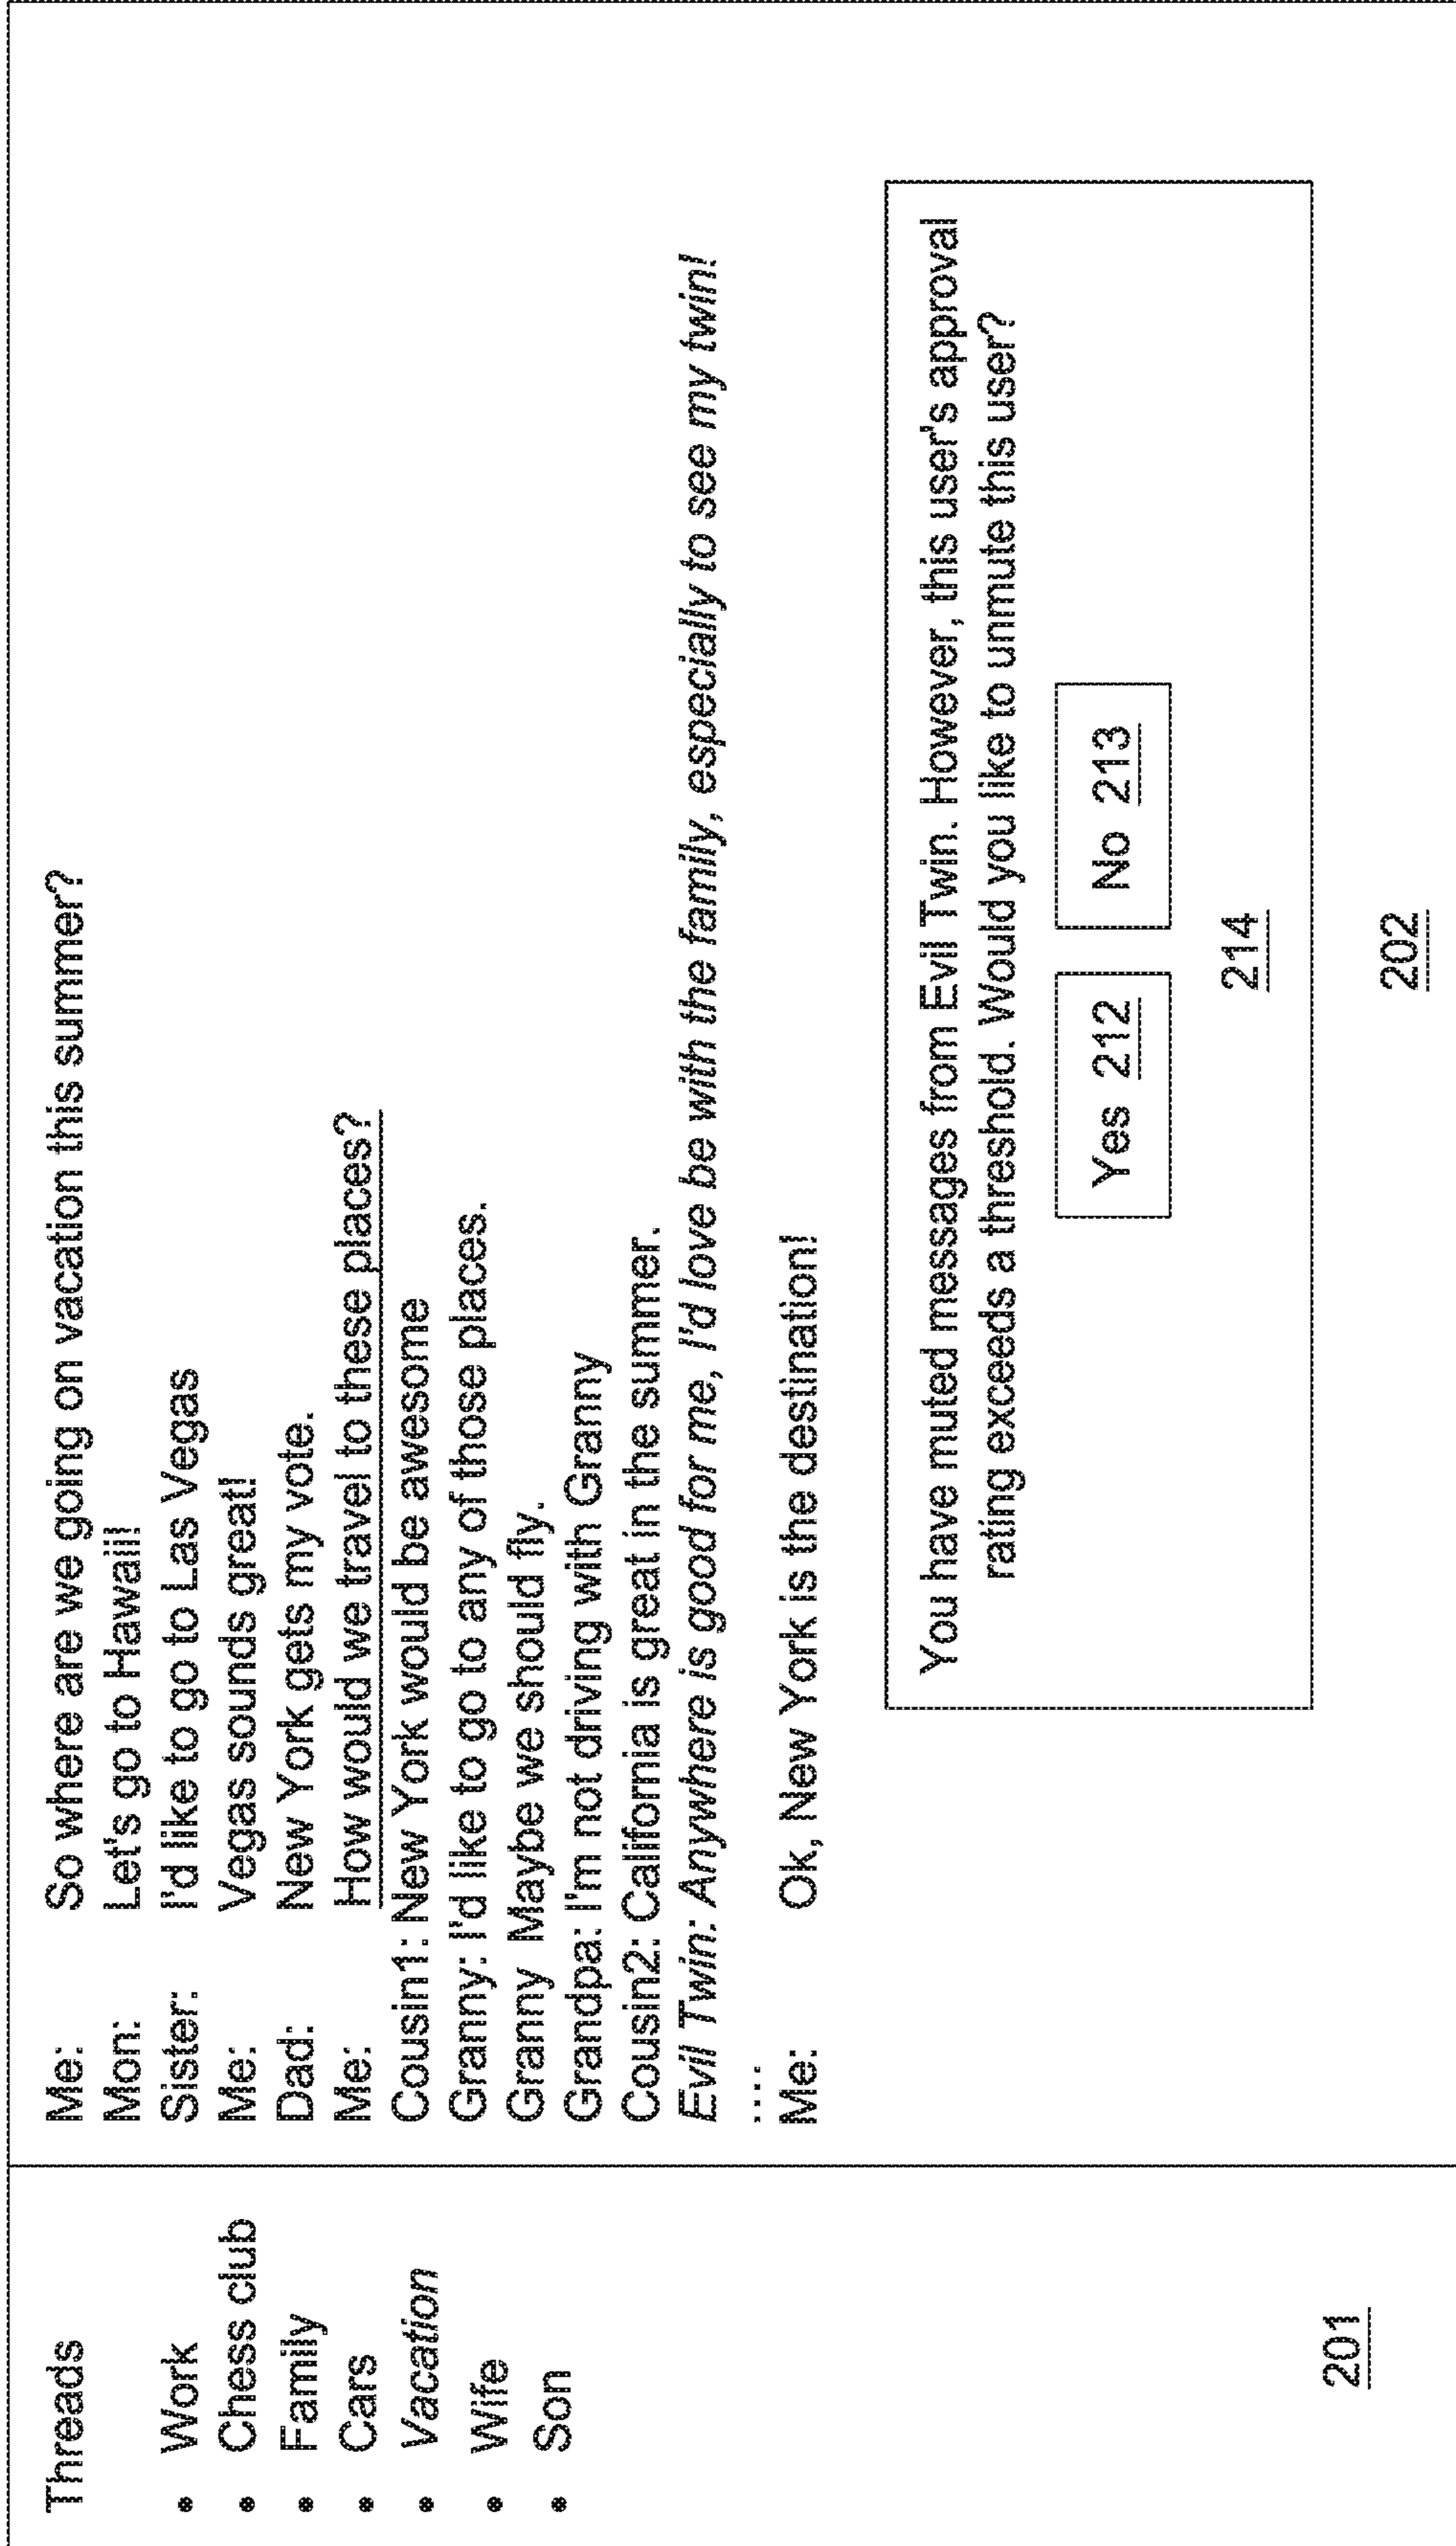 Threads
• Work
• Chess club
• Family
• Cars
• Vacation
• Wife
• Son
201
Me: So where are we going on vacation this summer?
Mon: Let's go to Hawaii!
Sister: I'd like to go to Las Vegas
Me: Vegas sounds great!
Dad: New York gets my vote.
Me: How would we travel to these places?
Cousin1: New York would be awesome
Granny: I'd like to go to any of those places.
Granny Maybe we should fly.
Grandpa: I'm not driving with Granny
Cousin2: California is great in the summer.
Evil Twin: Anywhere is good for me, I'd love be with the family, especially to see my twin!
....
Me: Ok, New York is the destination!
You have muted messages from Evil Twin. However, this user's approval
rating exceeds a threshold. Would you like to unmute this user?
Yes 212 No 213
214
202